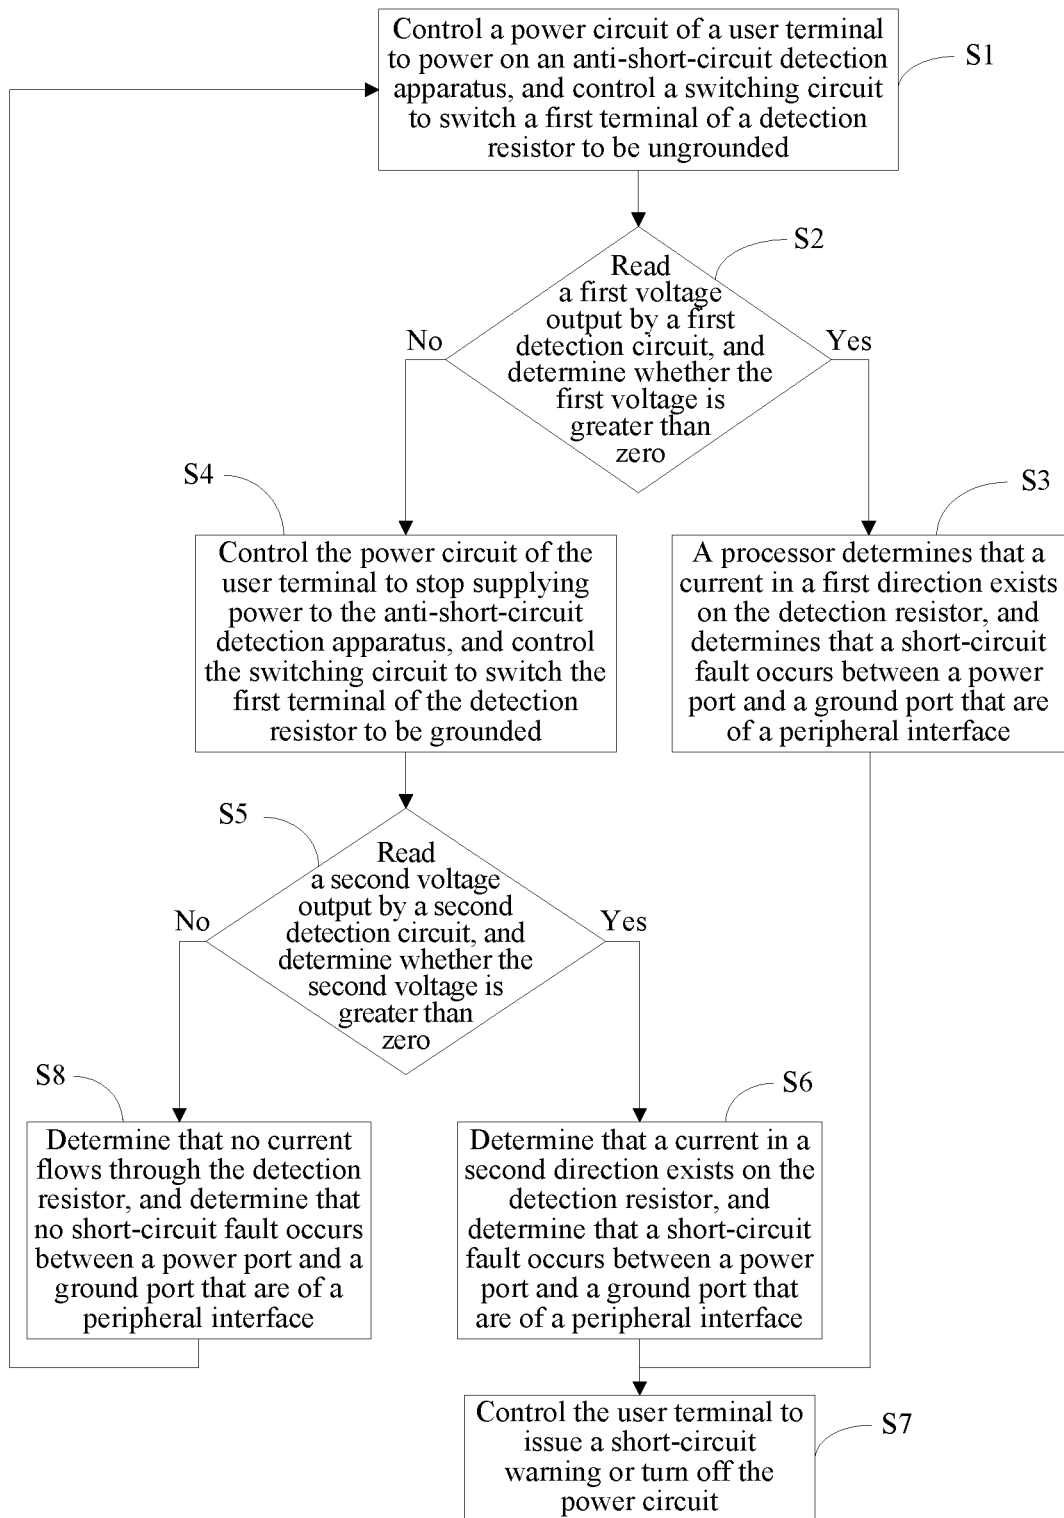 Control a power circuit of a user terminal
to power on an anti-short-circuit detection
apparatus, and control a switching circuit
to switch a first terminal of a detection
resistor to be ungrounded
S1
S2
Read
a first voltage
output by a first
detection circuit, and
determine whether the
first voltage is
greater than
zero
No
Yes
S4
S3
Control the power circuit of the
user terminal to stop supplying
power to the anti-short-circuit
detection apparatus, and control
the switching circuit to switch the
first terminal of the detection
resistor to be grounded
A processor determines that a
current in a first direction exists
on the detection resistor, and
determines that a short-circuit
fault occurs between a power
port and a ground port that are
of a peripheral interface
S5
Read
a second voltage
output by a second
detection circuit, and
determine whether the
second voltage is
greater than
zero
No
Yes
S8
S6
Determine that no current
flows through the detection
resistor, and determine that
no short-circuit fault occurs
between a power port and a
ground port that are of a
peripheral interface
Determine that a current in a
second direction exists on the
detection resistor, and
determine that a short-circuit
fault occurs between a power
port and a ground port that
are of a peripheral interface
Control the user terminal to
issue a short-circuit
warning or turn off the
power circuit
S7